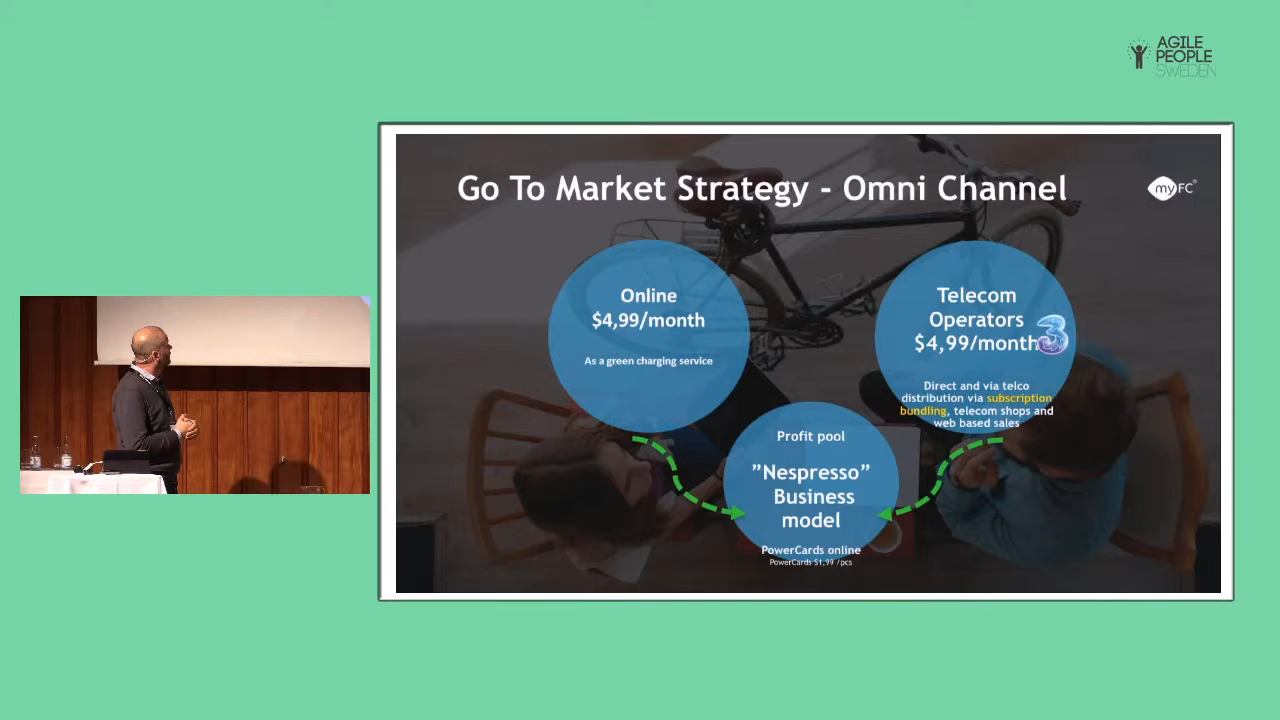 AGILE
PEOPLE
SWEDEN
Go To Market Strategy - Omni Channel
myFC®
Online
$4,99/month
As a green charging service
Telecom
Operators
$4,99/month
3
Direct and via telco
distribution via subscription
bundling, telecom shops and
web based sales
Profit pool
”Nespresso”
Business
model
PowerCards online
PowerCards $1,99 /pcs